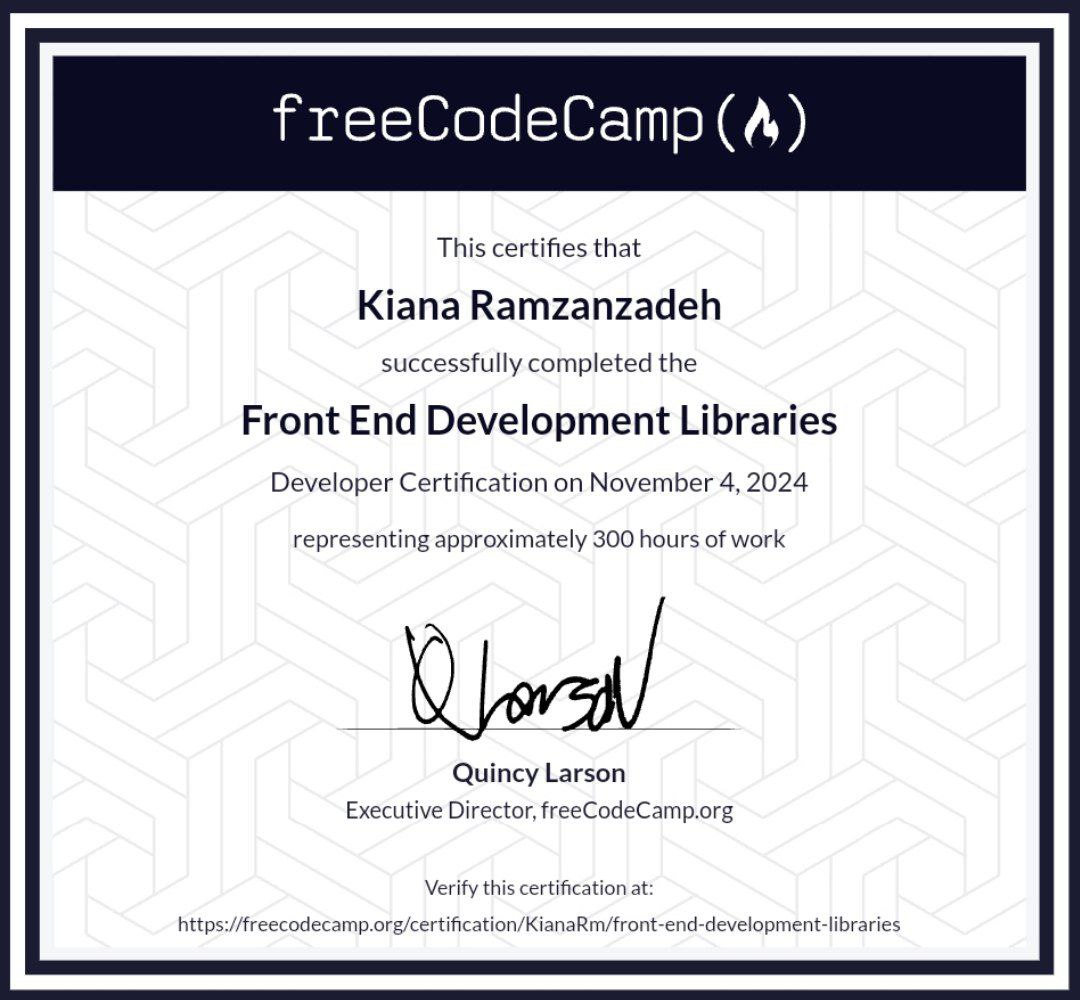 freeCodeCamp
This certifies that
Kiana Ramzanzadeh
successfully completed the
Front End Development Libraries
Developer Certification on November 4, 2024
representing approximately 300 hours of work
Q Larson
Quincy Larson
Executive Director, freeCodeCamp.org
Verify this certification at:
https://freecodecamp.org/certification/KianaRm/front-end-development-libraries